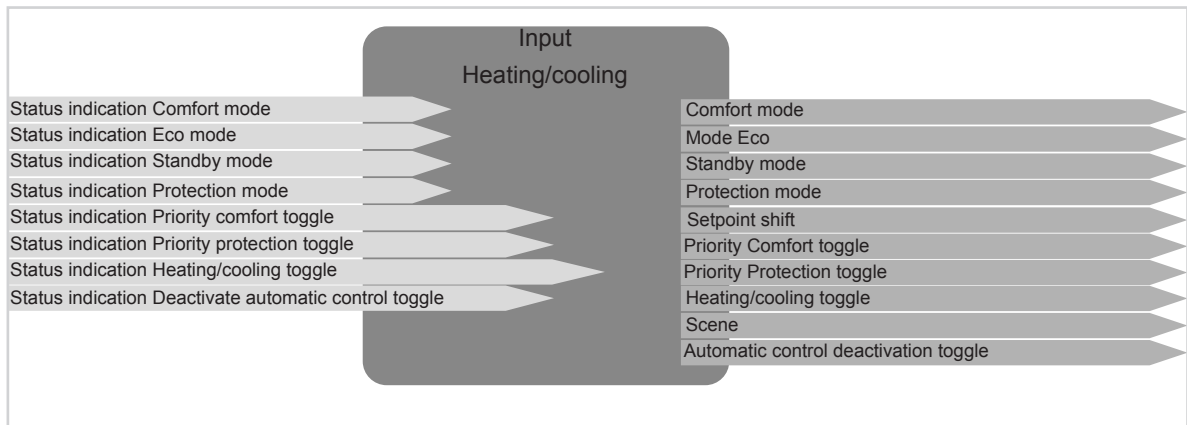 Input
Heating/cooling
Status indication Comfort mode
Status indication Eco mode
Status indication Standby mode
Status indication Protection mode
Status indication Priority comfort toggle
Status indication Priority protection toggle
Status indication Heating/cooling toggle
Status indication Deactivate automatic control toggle
Comfort mode
Mode Eco
Standby mode
Protection mode
Setpoint shift
Priority Comfort toggle
Priority Protection toggle
Heating/cooling toggle
Scene
Automatic control deactivation toggle